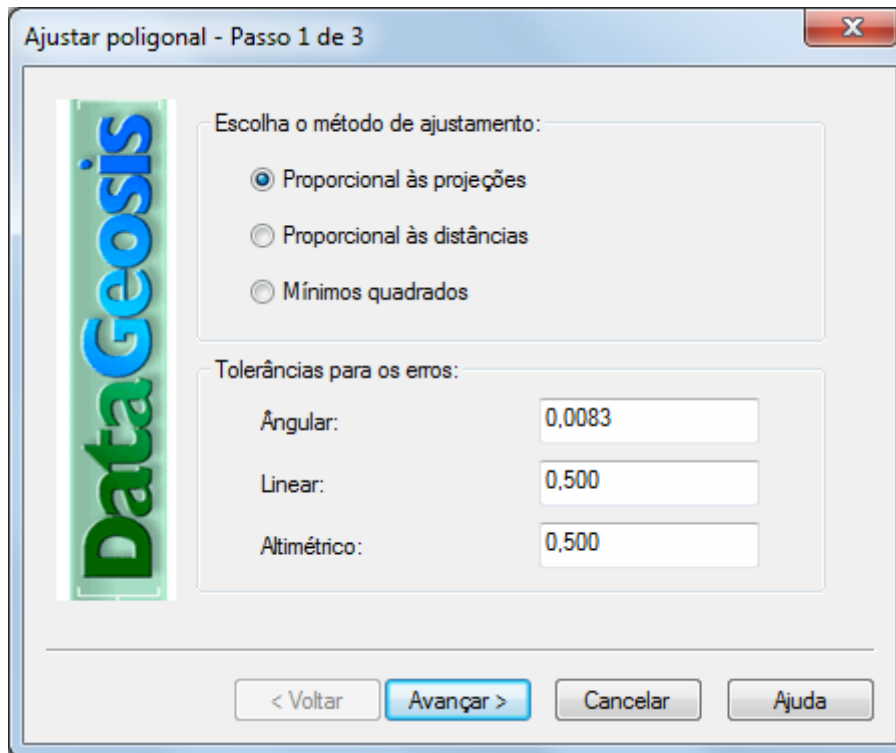 Ajustar poligonal - Passo 1 de 3
X
DataGeosis
Escolha o método de ajustamento:
Proporcional às projeções
Proporcional às distâncias
Mínimos quadrados
Tolerâncias para os erros:
Ângular: 0,0083
Linear: 0,500
Altimétrico: 0,500
< Voltar Avançar > Cancelar Ajuda